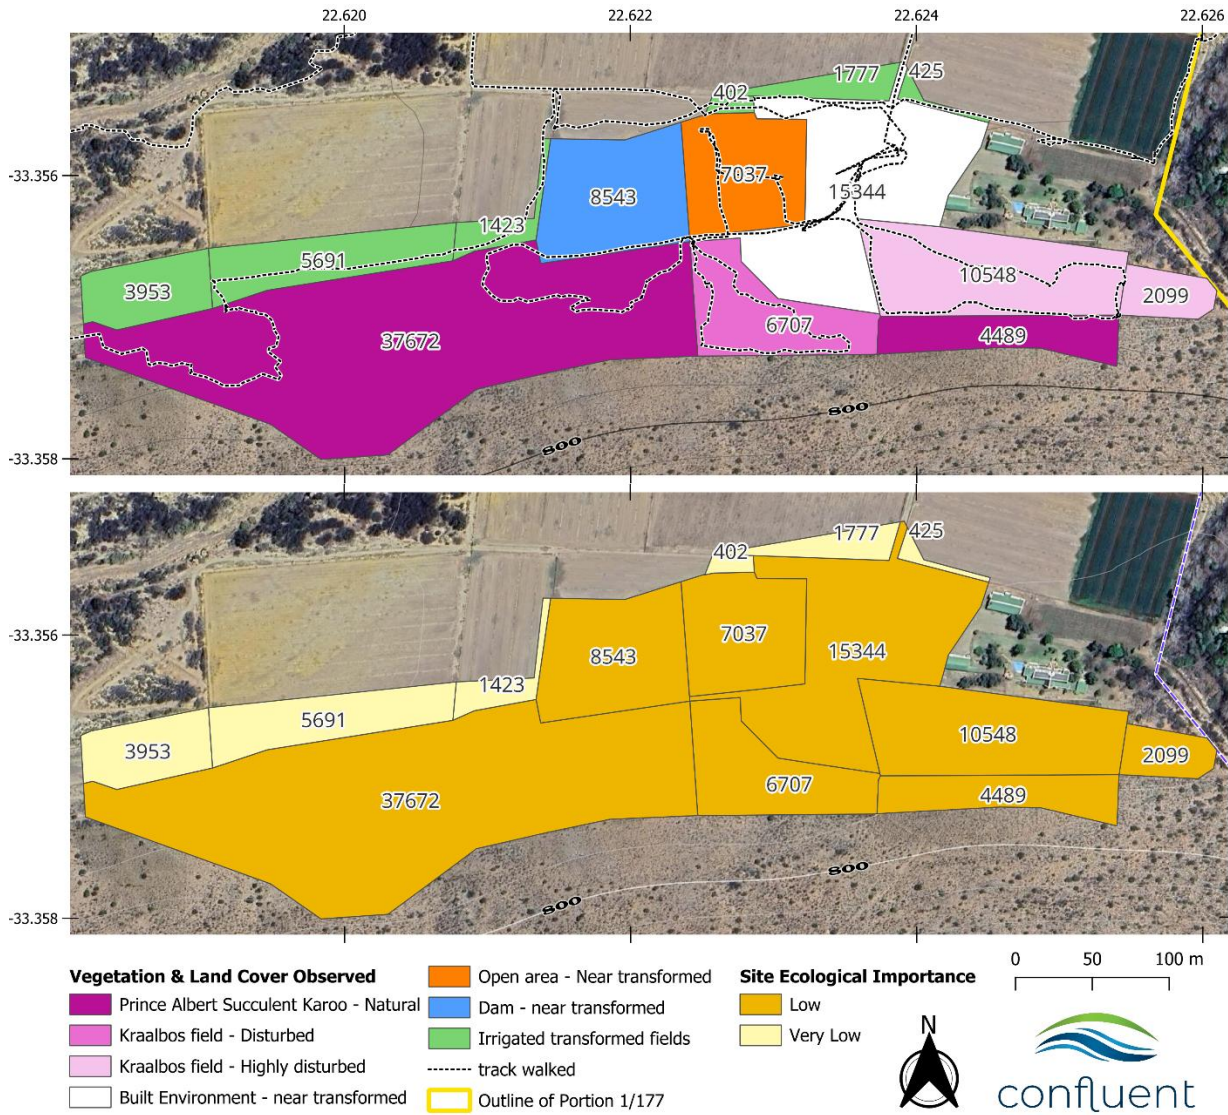 22.620 22.622 22.624 22.626
1777 425
402
-33.356
7037
8543 15344
1423
5691
10548
3953 2099
6707
37672 4489
800
800
-33.358
1777 425
402
-33.356
7037
8543 15344
1423
5691
10548
3953 2099
6707
37672 4489
800
800
-33.358
Vegetation & Land Cover Observed
Prince Albert Succulent Karoo - Natural
Kraalbos field - Disturbed
Kraalbos field - Highly disturbed
Built Environment - near transformed
Open area - Near transformed
Dam - near transformed
Irrigated transformed fields
track walked
Outline of Portion 1/177
Site Ecological Importance
Low
Very Low
0 50 100 m
N
confluent